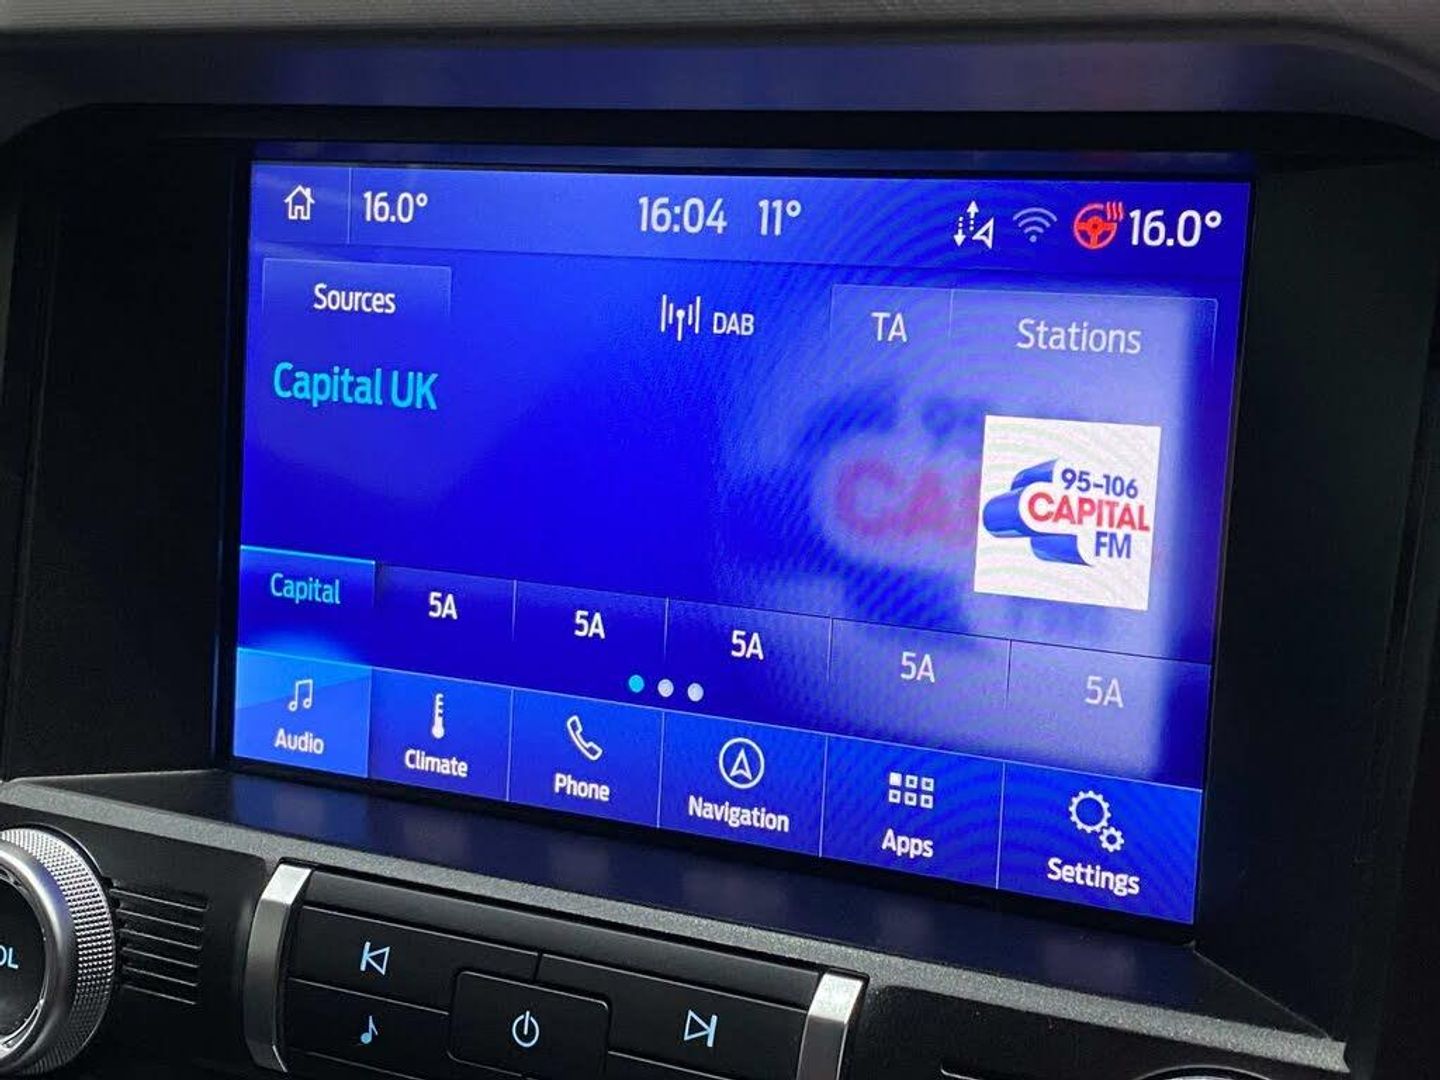 16.0° 16:04 11° 16.0°
Sources DAB TA Stations
Capital UK
95-106
CAPITAL
FM
Capital 5A 5A 5A 5A 5A
Audio Climate Phone Navigation Apps Settings